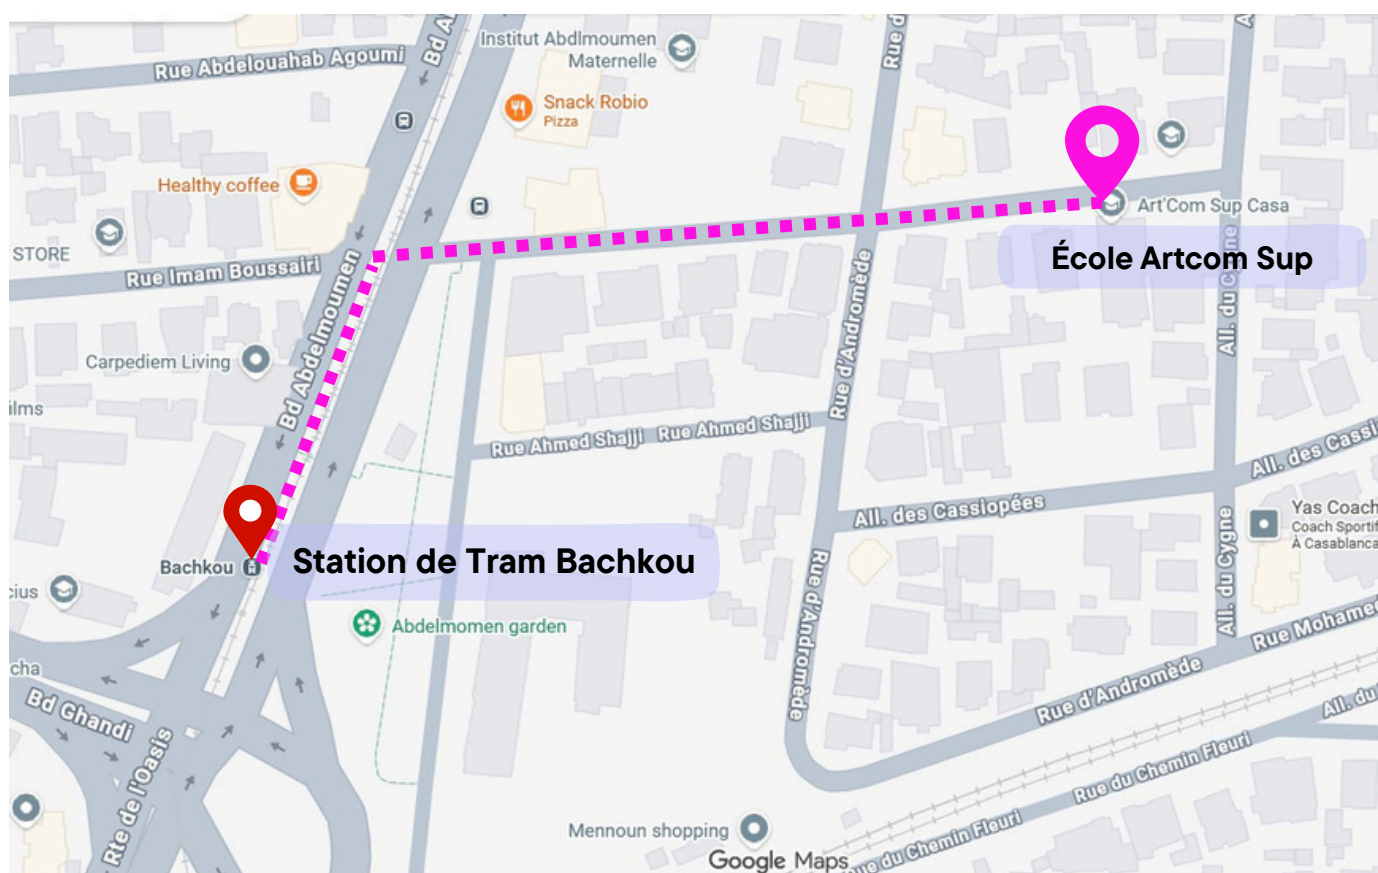 Bd A
Rue d
A
Institut Abdlmoumen
Maternelle
Rue Abdelouahab Agoumi
Snack Robio
Pizza
Healthy coffee
Art'Com Sup Casa
STORE
Rue Imam Boussairi
École Artcom Sup
Bd Abdelmoumen
Rue d'Andromède
All. du Cygne
Carpediem Living
ilms
Rue Ahmed Shajji
Rue Ahmed Shajji
All. des Cassi
All. des Cassiopées
Yas Coach
Coach Sportif
À Casablanca
Station de Tram Bachkou
Bachkou
cius
All. du Cygne
Rue d'Andromède
Abdelmomen garden
Rue Mohamed
cha
Bd Ghandi
Rue d'Andromède
All. du
Rte de l'Oasis
Rue du Chemin Fleuri
Mennoun shopping
Google Maps
ue du Chemin Fleuri